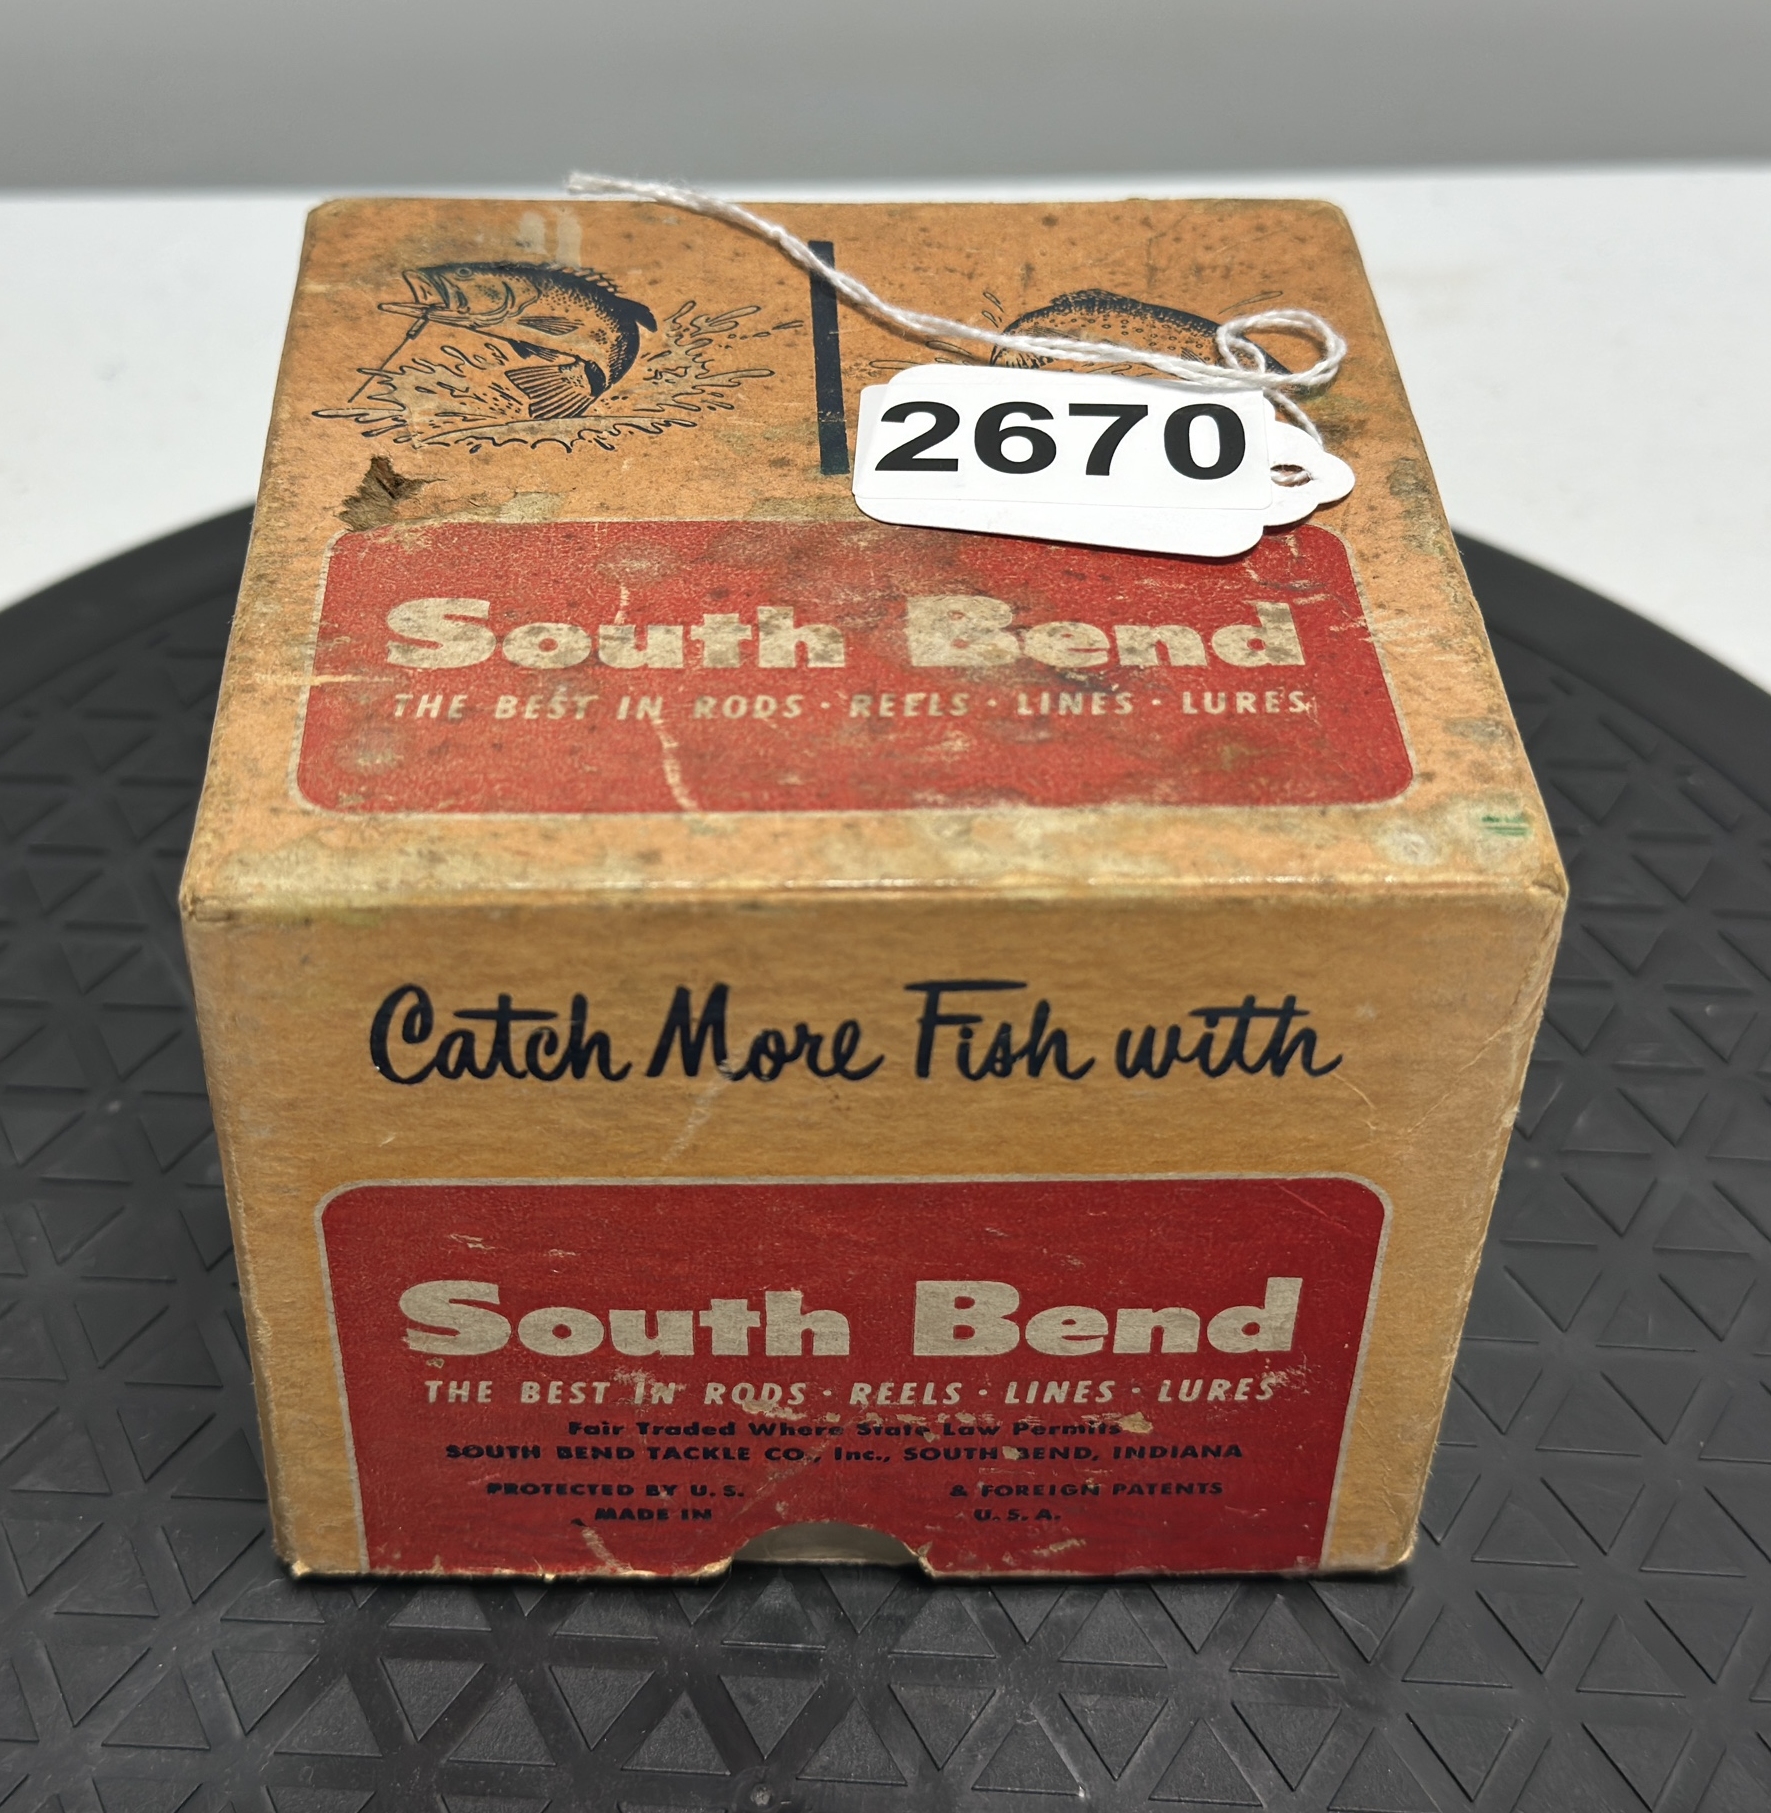 2670
South Bend
THE BEST IN RODS · REELS · LINES · LURES
Catch More Fish with
South Bend
THE BEST IN RODS · REELS · LINES · LURES
Fair Traded Where State Law Permits
SOUTH BEND TACKLE CO., Inc., SOUTH BEND, INDIANA
PROTECTED BY U. S. & FOREIGN PATENTS
MADE IN U. S. A.